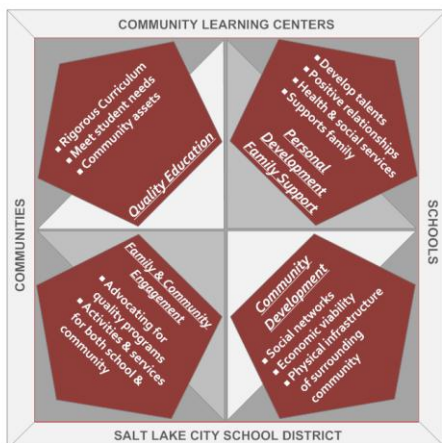 COMMUNITY LEARNING CENTERS
COMMUNITIES
SCHOOLS
▪ Rigorous Curriculum
▪ Meet student needs
▪ Community assets
Quality Education
▪ Develop talents
▪ Positive relationships
▪ Health & social services
▪ Supports family
Personal
Development
Family Support
Family & Community
Engagement
▪ Advocating for
quality programs
▪ Activities & services
for both school &
community
Community
Development
▪ Social networks
▪ Economic viability
▪ Physical infrastructure
of surrounding
community
SALT LAKE CITY SCHOOL DISTRICT